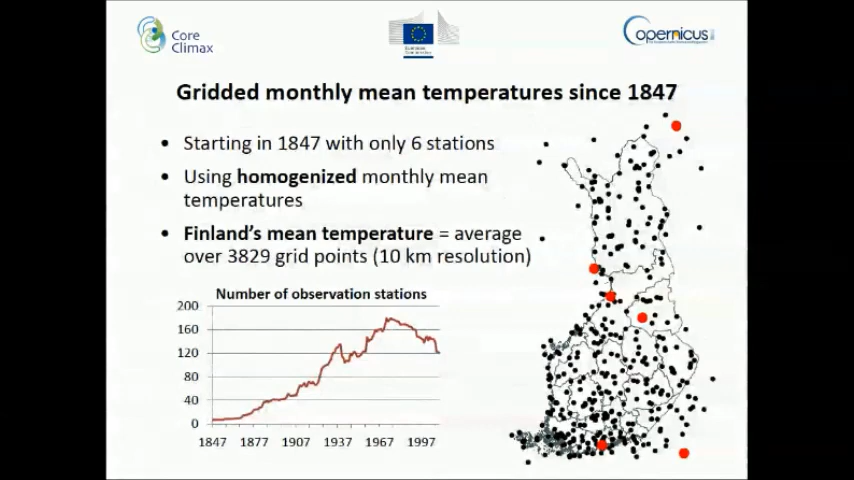 Core
Climax
Copernicus
Gridded monthly mean temperatures since 1847
• Starting in 1847 with only 6 stations
• Using homogenized monthly mean
temperatures
• Finland's mean temperature = average
over 3829 grid points (10 km resolution)
Number of observation stations
200
160
120
80
40
0
1847 1877 1907 1937 1967 1997